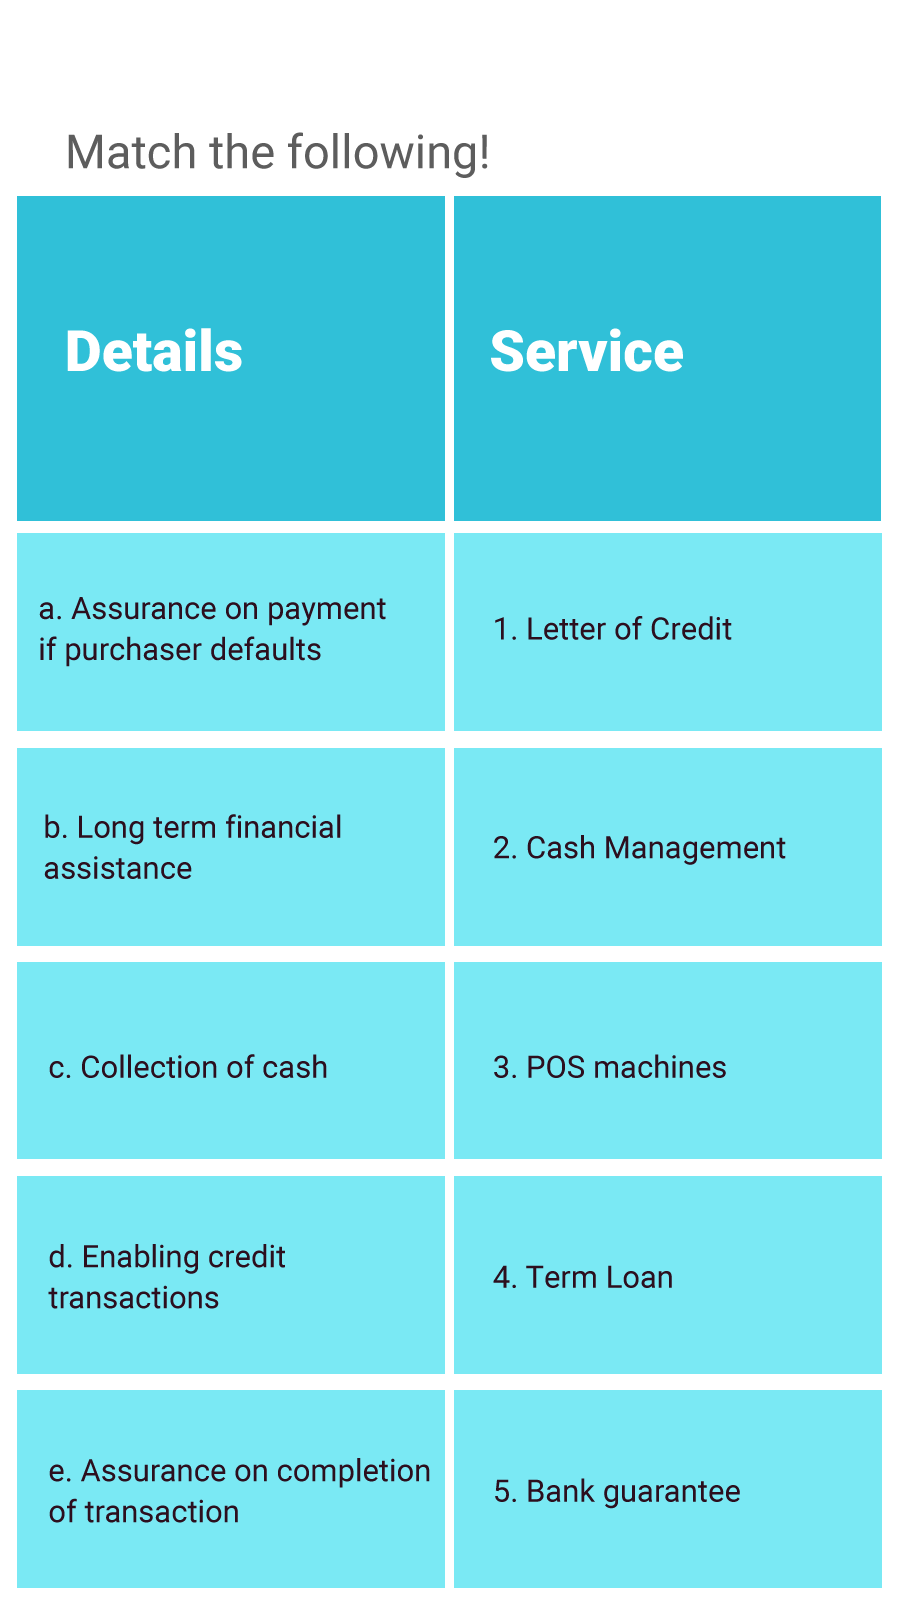 Match the following!
Details
Service
a. Assurance on payment
if purchaser defaults
1. Letter of Credit
b. Long term financial
assistance
2. Cash Management
c. Collection of cash
3. POS machines
d. Enabling credit
transactions
4. Term Loan
e. Assurance on completion
of transaction
5. Bank guarantee